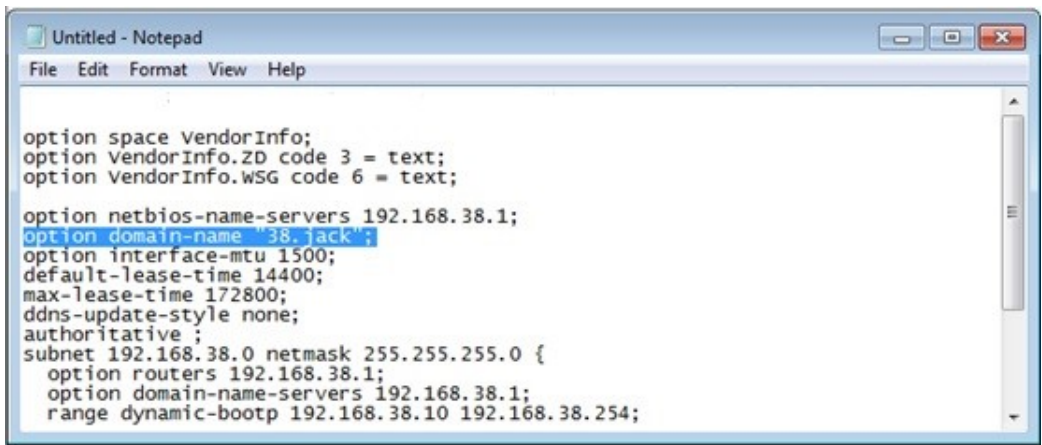 Untitled - Notepad
File Edit Format View Help
option space VendorInfo;
option VendorInfo.ZD code 3 = text;
option VendorInfo.WSG code 6 = text;
option netbios-name-servers 192.168.38.1;
option domain-name "38.jack";
option interface-mtu 1500;
default-lease-time 14400;
max-lease-time 172800;
ddns-update-style none;
authoritative ;
subnet 192.168.38.0 netmask 255.255.255.0 {
option routers 192.168.38.1;
option domain-name-servers 192.168.38.1;
range dynamic-bootp 192.168.38.10 192.168.38.254;